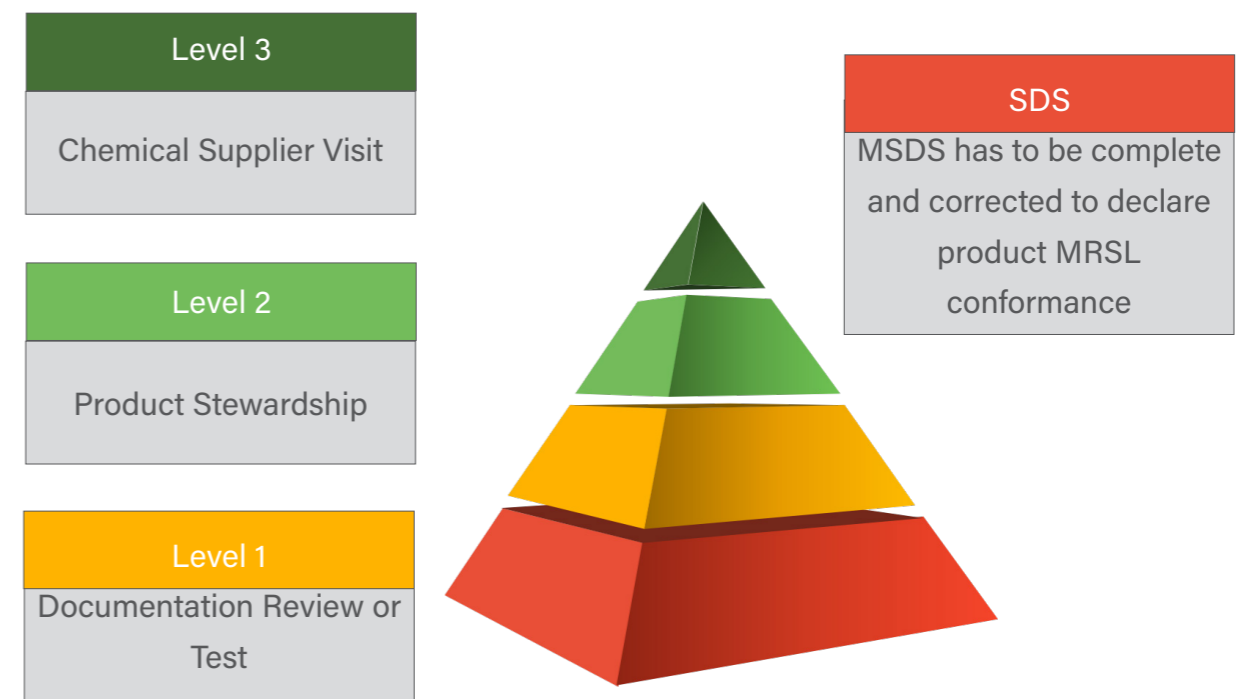 Level 3
Chemical Supplier Visit
Level 2
Product Stewardship
Level 1
Documentation Review or
Test
SDS
MSDS has to be complete
and corrected to declare
product MRSL
conformance